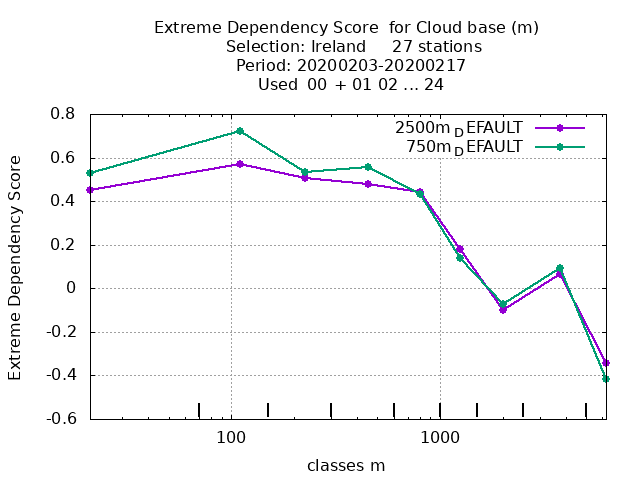 Extreme Dependency Score  for Cloud base (m)
Selection: Ireland     27 stations
Period: 20200203-20200217
Used  00  + 01 02 ... 24
2500m_DEFAULT
750m_DEFAULT
Extreme Dependency Score
0.8
0.6
0.4
0.2
0
-0.2
-0.4
-0.6
100
1000
classes m